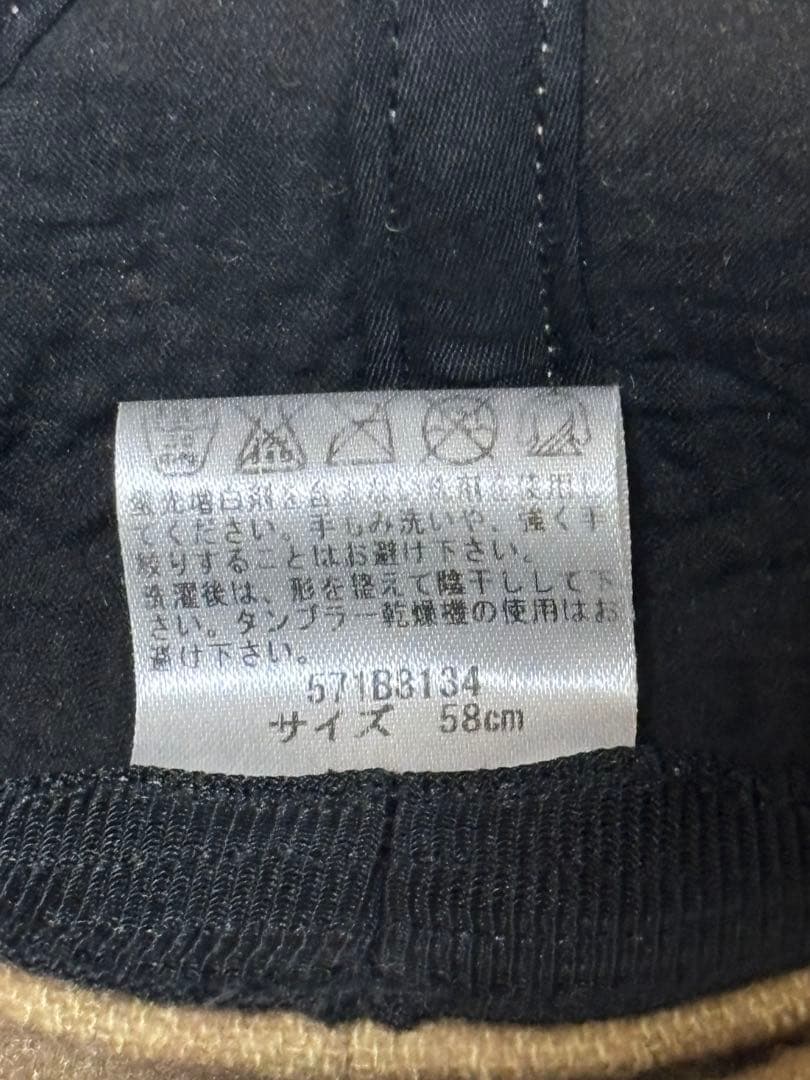 蛍光増白剤を含まない洗剤を使用し
てください。手もみ洗いや、強く手
絞りすることはお避け下さい。
洗濯後は、形を整えて陰干しして下
さい。タンブラー乾燥機の使用はお
避け下さい。
571B8134
サイズ 58cm